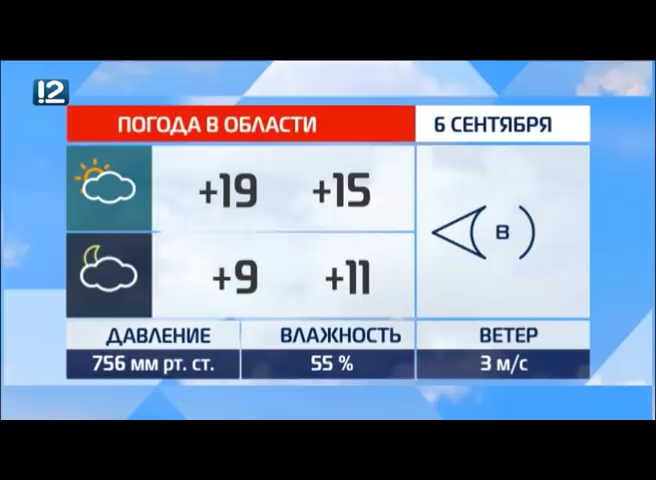 12
ПОГОДА В ОБЛАСТИ
6 СЕНТЯБРЯ
+19 +15
В
+9 +11
ДАВЛЕНИЕ
ВЛАЖНОСТЬ
ВЕТЕР
756 мм рт. ст.
55 %
3 м/с